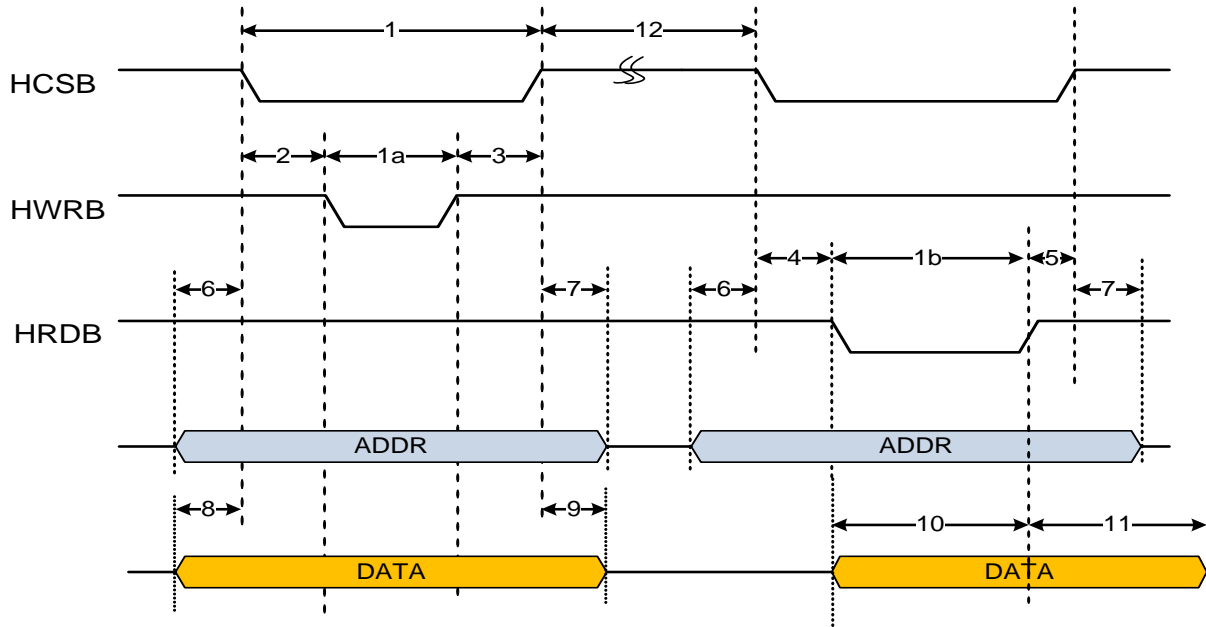 1 12
HCSB
2 1a 3
HWRB
4 1b 5
6 7 6 7
HRDB
ADDR ADDR
8 9
10 11
DATA DATA